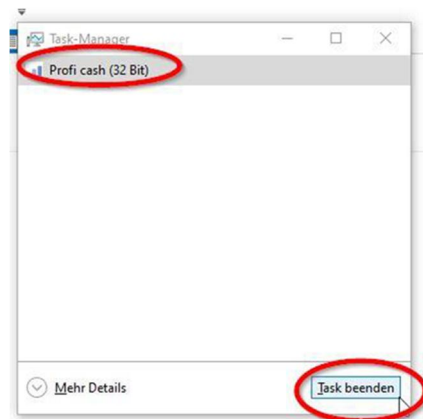 Task-Manager
Profi cash (32 Bit)
Mehr Details
Task beenden